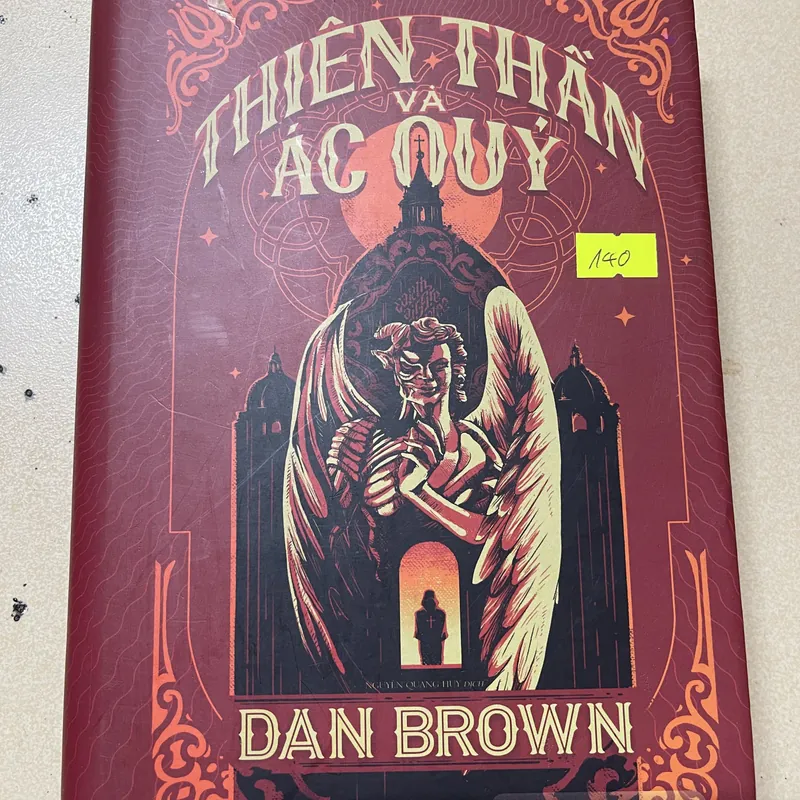 THIÊN THẦN
VÀ
ÁC QUỶ
140
NGUYỄN QUANG HUY DỊCH
DAN BROWN